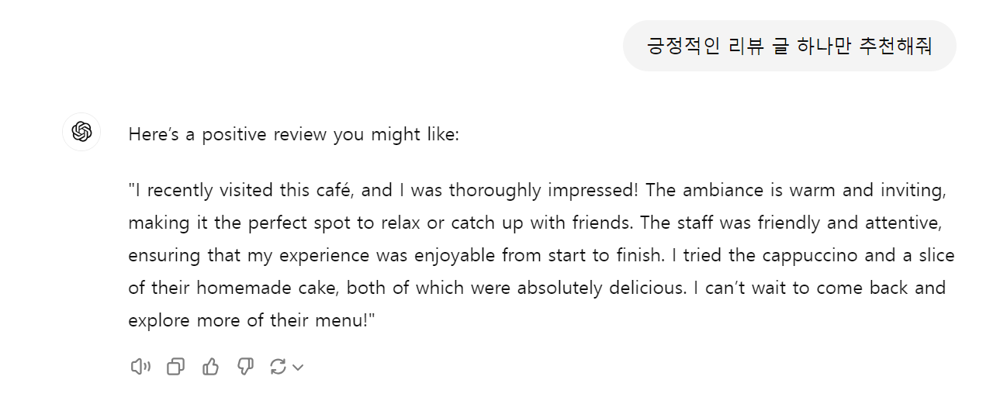 긍정적인 리뷰 글 하나만 추천해줘
Here's a positive review you might like:
"I recently visited this café, and I was thoroughly impressed! The ambiance is warm and inviting,
making it the perfect spot to relax or catch up with friends. The staff was friendly and attentive,
ensuring that my experience was enjoyable from start to finish. I tried the cappuccino and a slice
of their homemade cake, both of which were absolutely delicious. I can't wait to come back and
explore more of their menu!"